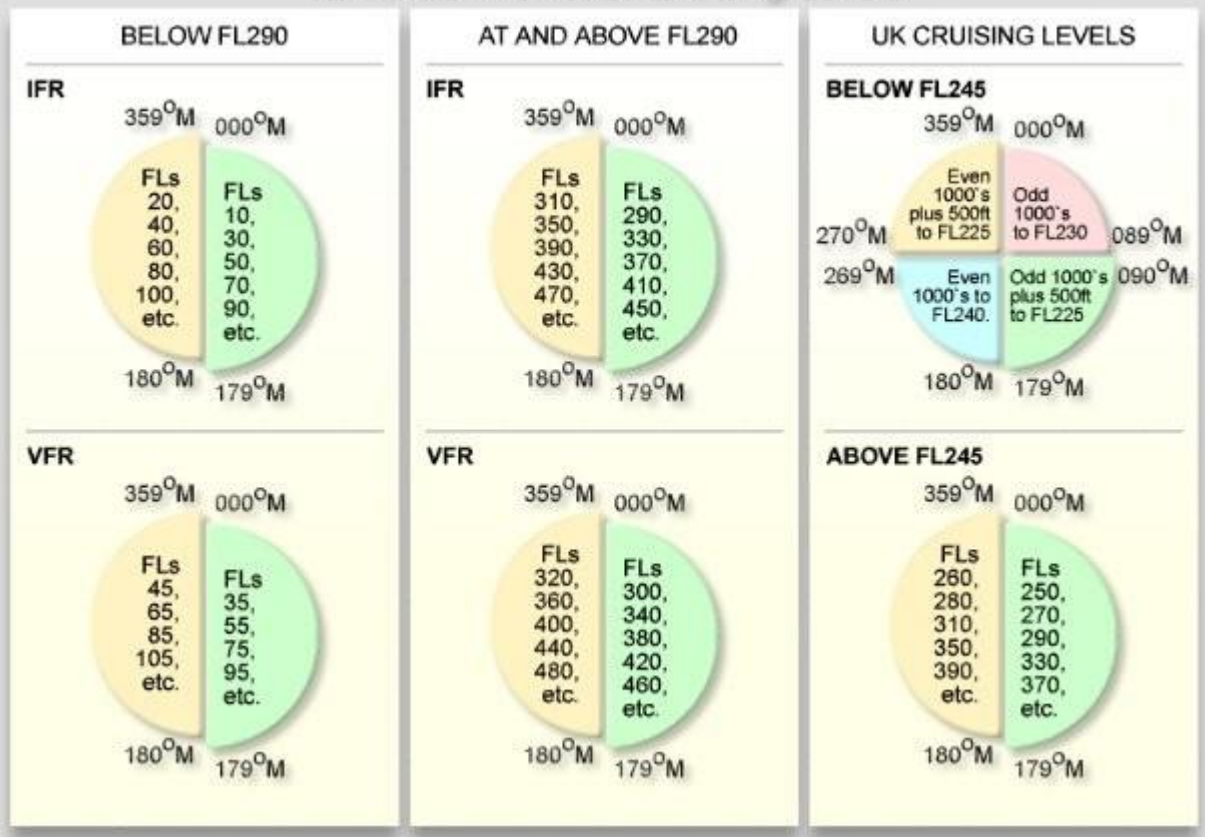 BELOW FL290
IFR
359°M
000°M
FLs
20,
40,
60,
80,
100,
etc.
FLs
10,
30,
50,
70,
90,
etc.
180°M
179°M
VFR
359°M
000°M
FLs
45,
65,
85,
105,
etc.
FLs
35,
55,
75,
95,
etc.
180°M
179°M
AT AND ABOVE FL290
IFR
359°M
000°M
FLs
310,
350,
390,
430,
470,
etc.
FLs
290,
330,
370,
410,
450,
etc.
180°M
179°M
VFR
359°M
000°M
FLs
320,
360,
400,
440,
480,
etc.
FLs
300,
340,
380,
420,
460,
etc.
180°M
179°M
UK CRUISING LEVELS
BELOW FL245
359°M
000°M
Even
1000`s
plus 500ft
to FL225
Odd
1000`s
to FL230
270°M
089°M
269°M
090°M
Even
1000`s to
FL240.
Odd 1000`s
plus 500ft
to FL225
180°M
179°M
ABOVE FL245
359°M
000°M
FLs
260,
280,
310,
350,
390,
etc.
FLs
250,
270,
290,
330,
370,
etc.
180°M
179°M